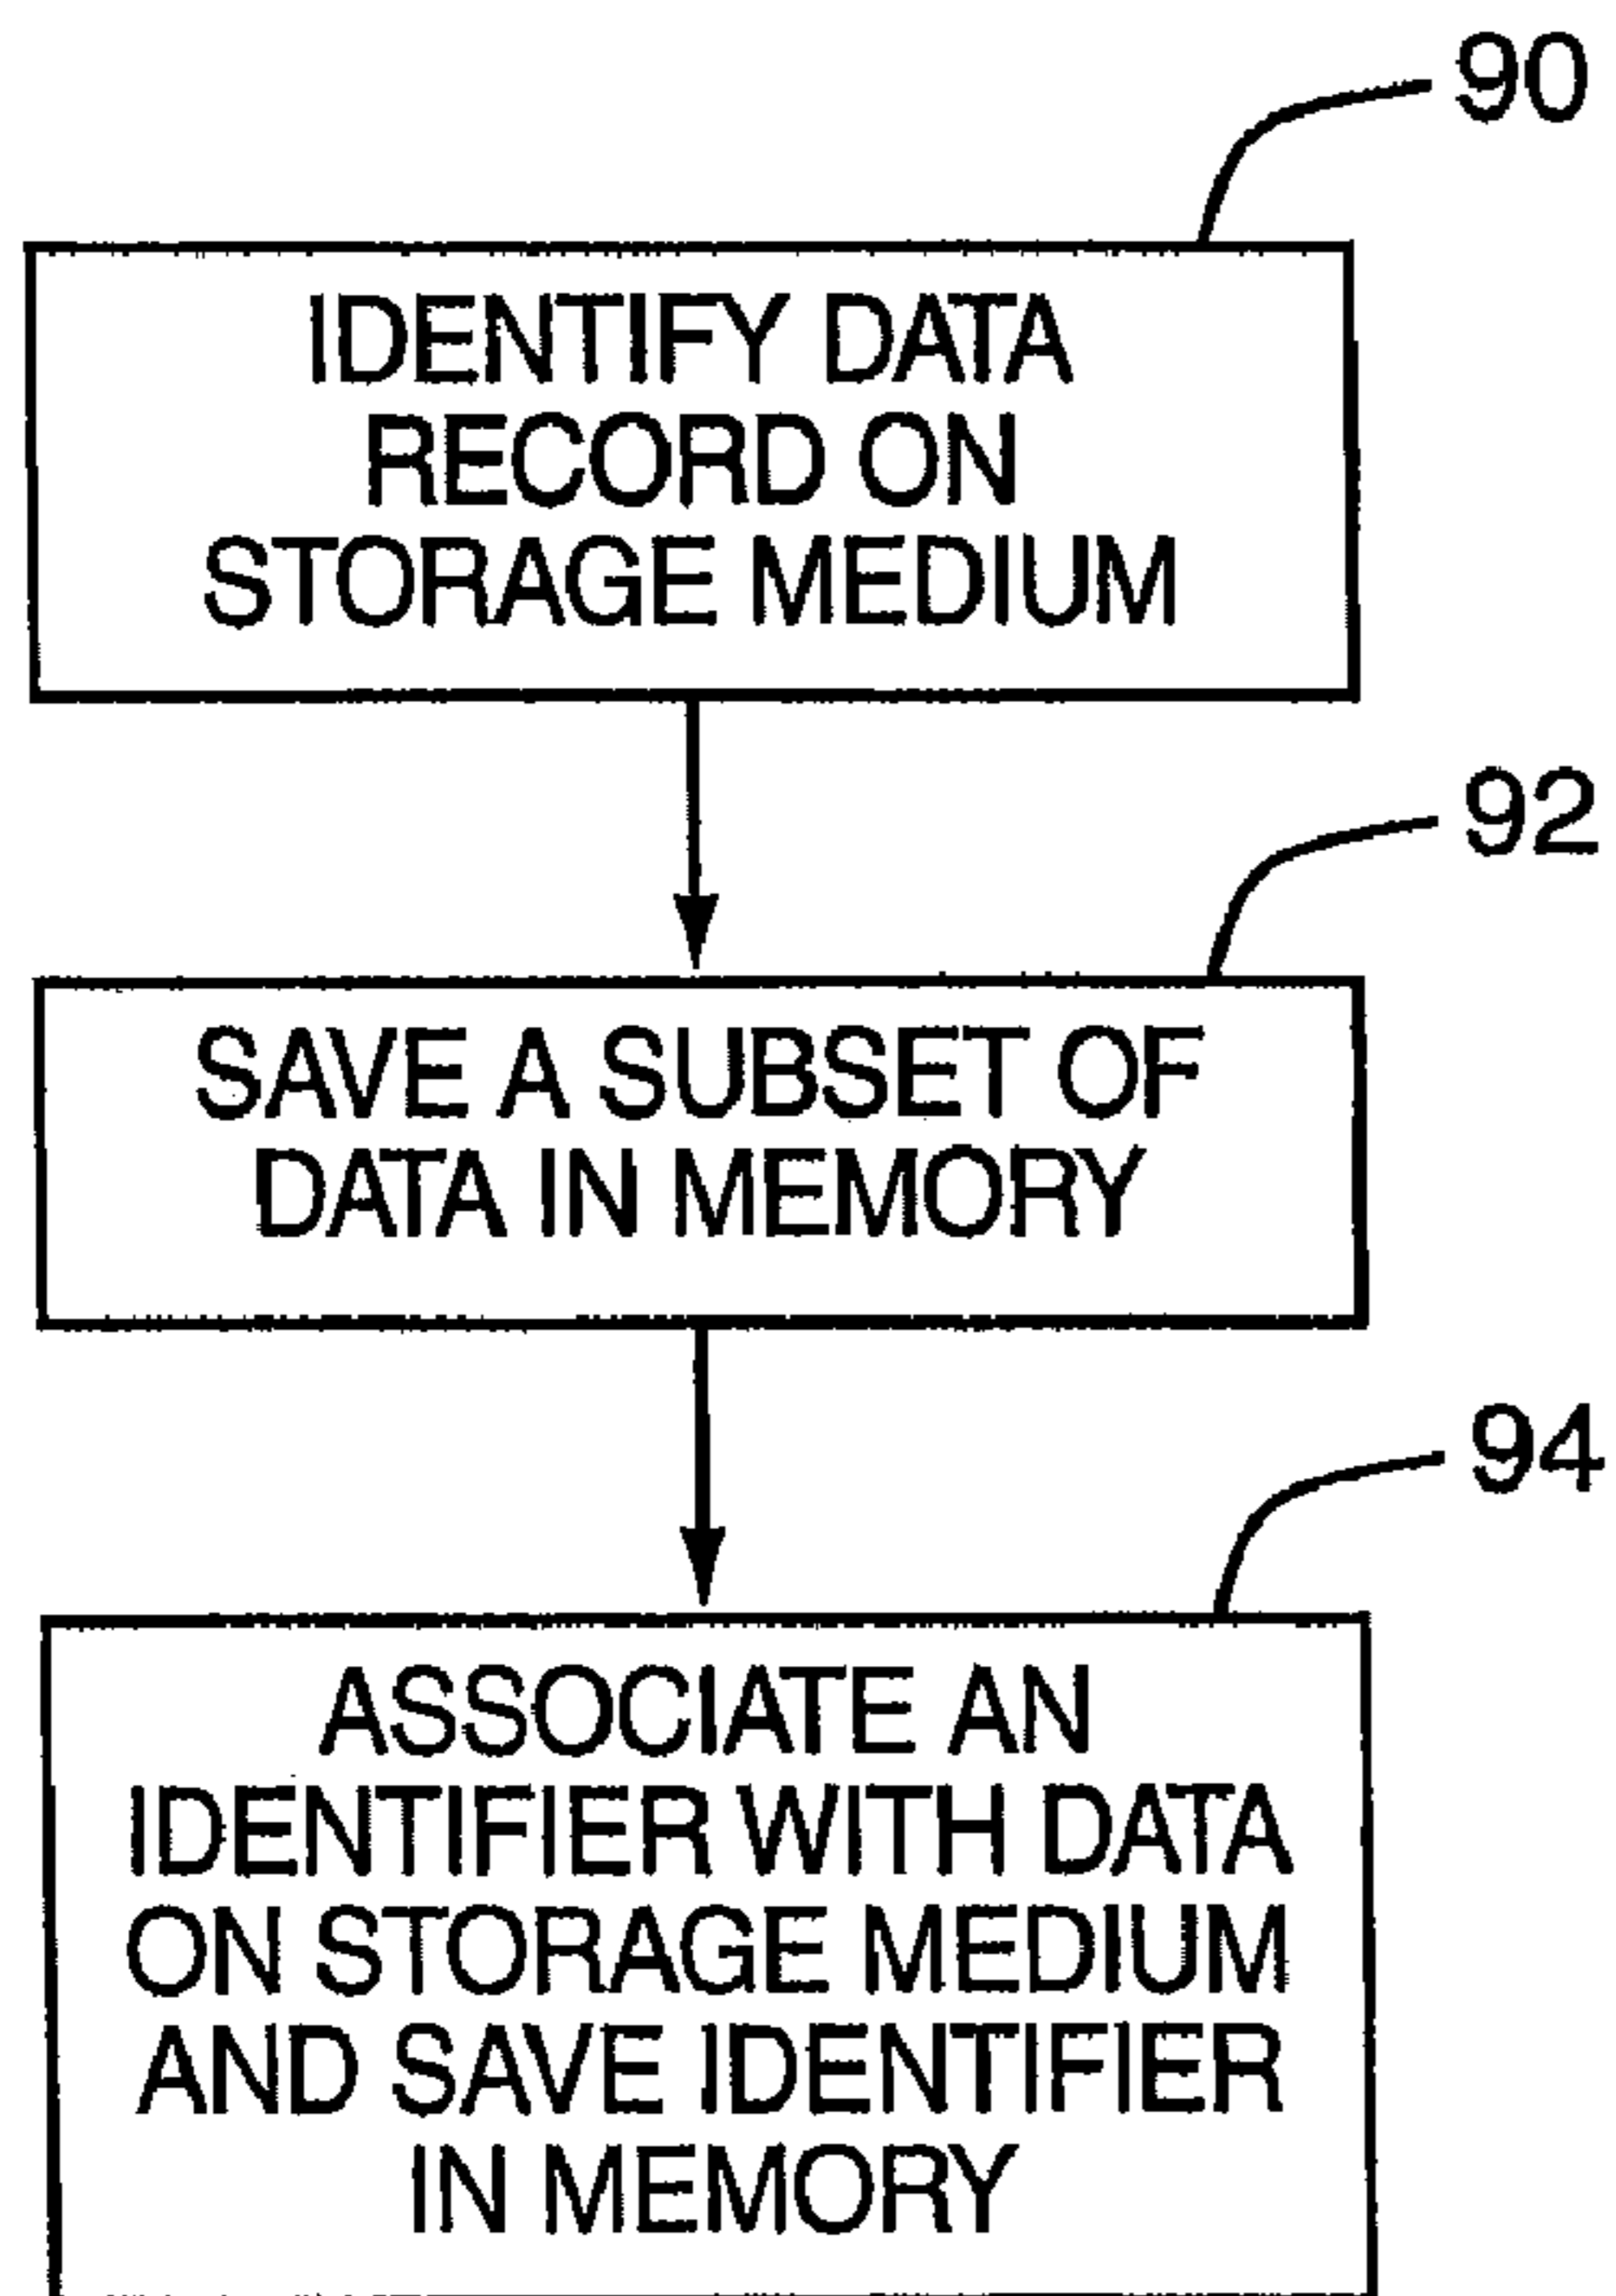 90
IDENTIFY DATA
RECORD ON
STORAGE MEDIUM
92
SAVE A SUBSET OF
DATA IN MEMORY
94
ASSOCIATE AN
IDENTIFIER WITH DATA
ON STORAGE MEDIUM
AND SAVE IDENTIFIER
IN MEMORY